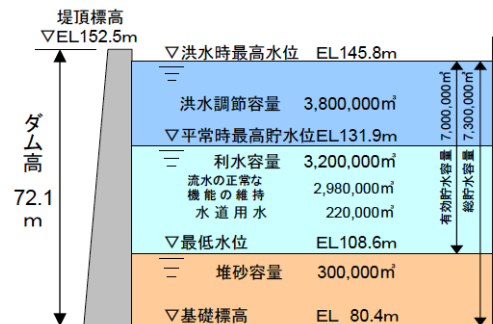 堤頂標高
▽EL152.5m
▽洪水時最高水位 EL145.8m
洪水調節容量 3,800,000㎥
▽平常時最高貯水位EL131.9m
利水容量 3,200,000㎥
流水の正常な
機能の維持 2,980,000㎥
水道用水 220,000㎥
▽最低水位 EL108.6m
堆砂容量 300,000㎥
▽基礎標高 EL 80.4m
ダム高
72.1
m
有効貯水容量 7,000,000㎥
総貯水容量 7,300,000㎥